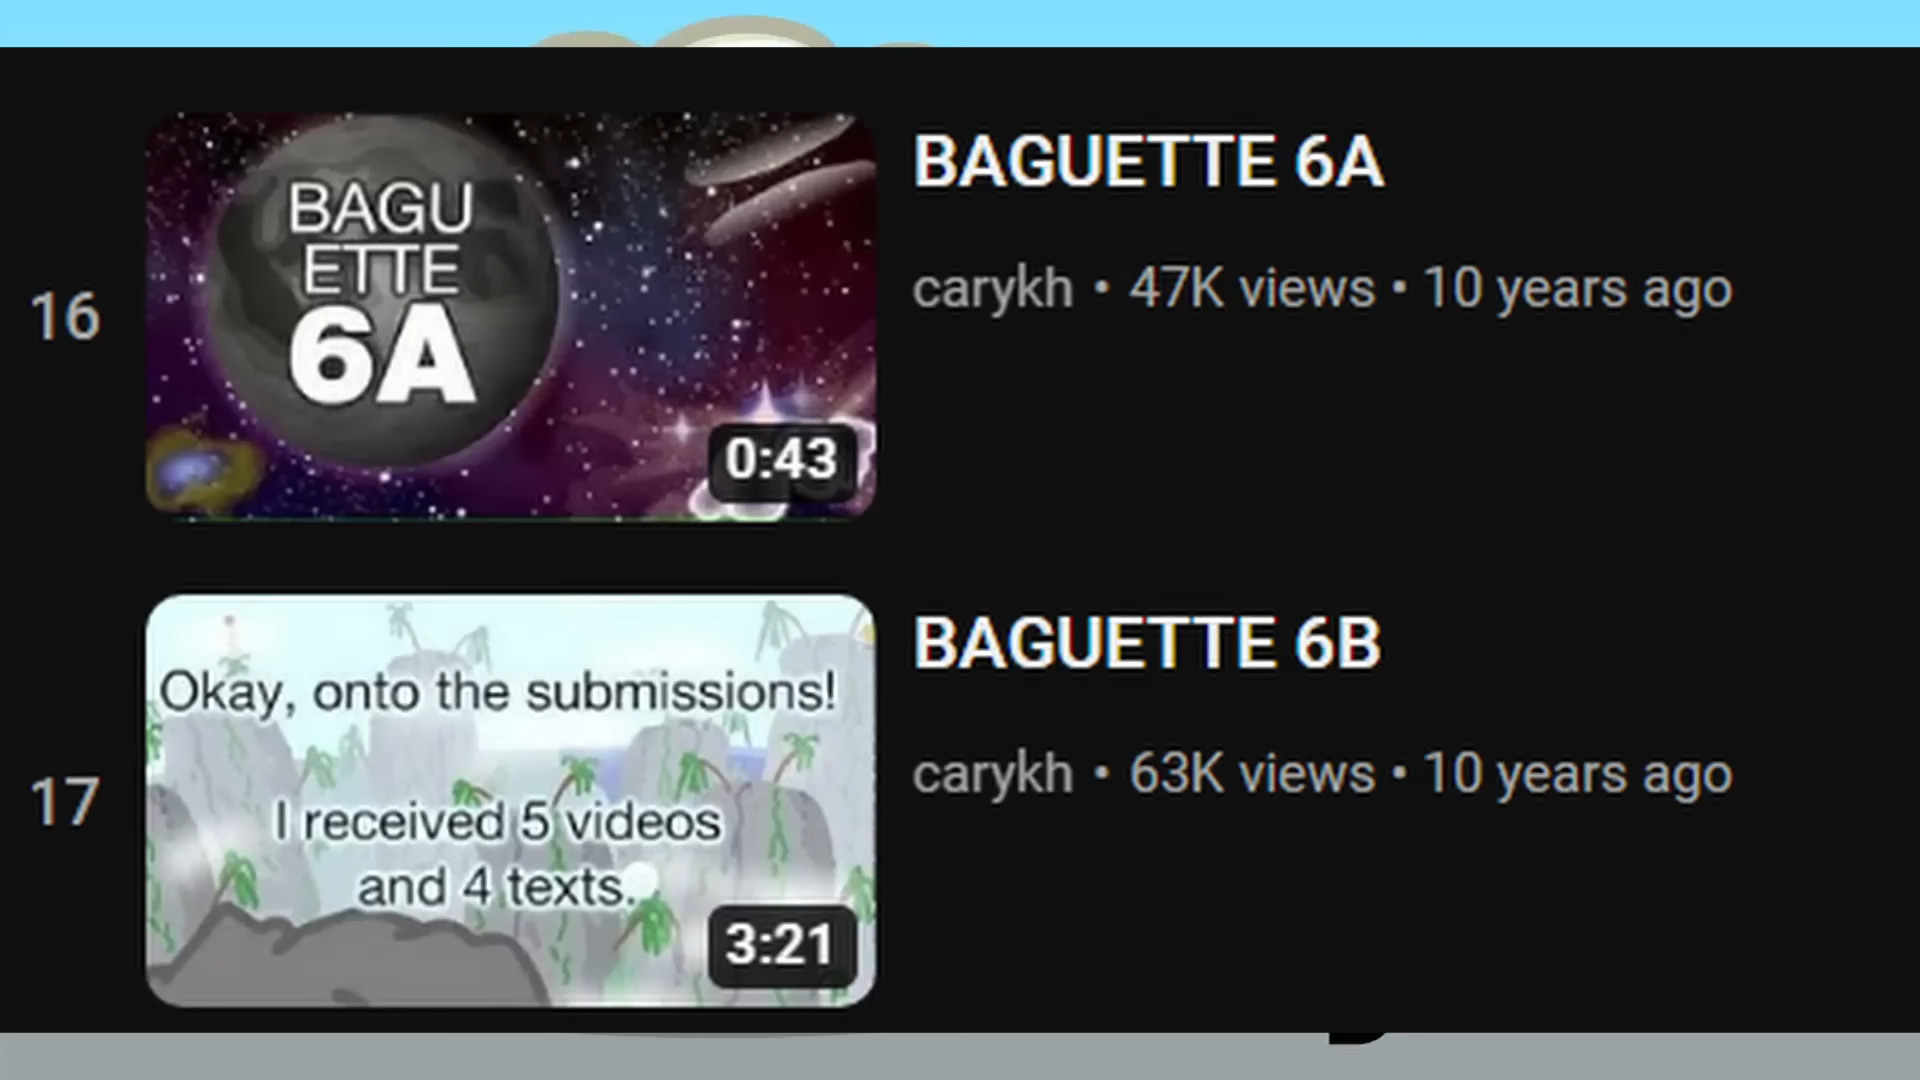 16
BAGU
ETTE
6A
0:43
BAGUETTE 6A
carykh • 47K views • 10 years ago
17
Okay, onto the submissions!
I received 5 videos
and 4 texts.
3:21
BAGUETTE 6B
carykh • 63K views • 10 years ago